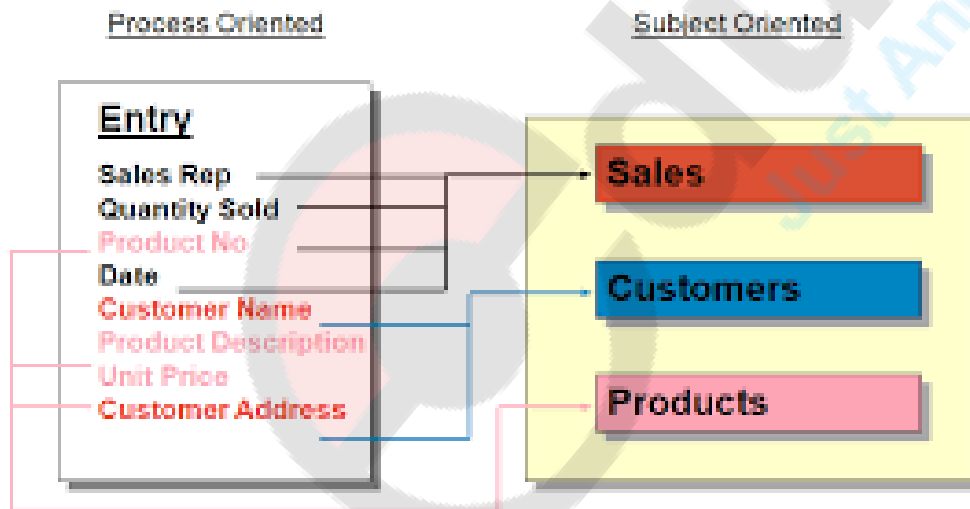 Process Oriented
Subject Oriented
Entry
Sales Rep
Quantity Sold
Product No
Date
Customer Name
Product Description
Unit Price
Customer Address
Sales
Customers
Products
Just